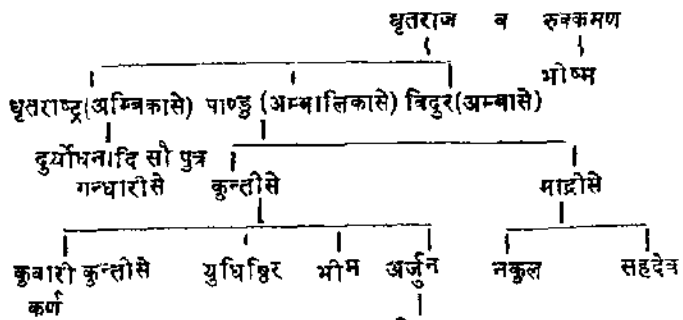 धृतराज व रुक्कमण
भोष्म
धृतराष्ट्र(अम्बिकासे) पाण्डु (अम्बालिकासे) विदुर(अम्बासे)
दुर्योधनादि सौ पुत्र
गन्धारीसे कुन्तीसे माद्रीसे
कुवारी कुन्तीसे युधिष्ठिर भीम अर्जुन नकुल सहदेव
कर्ण